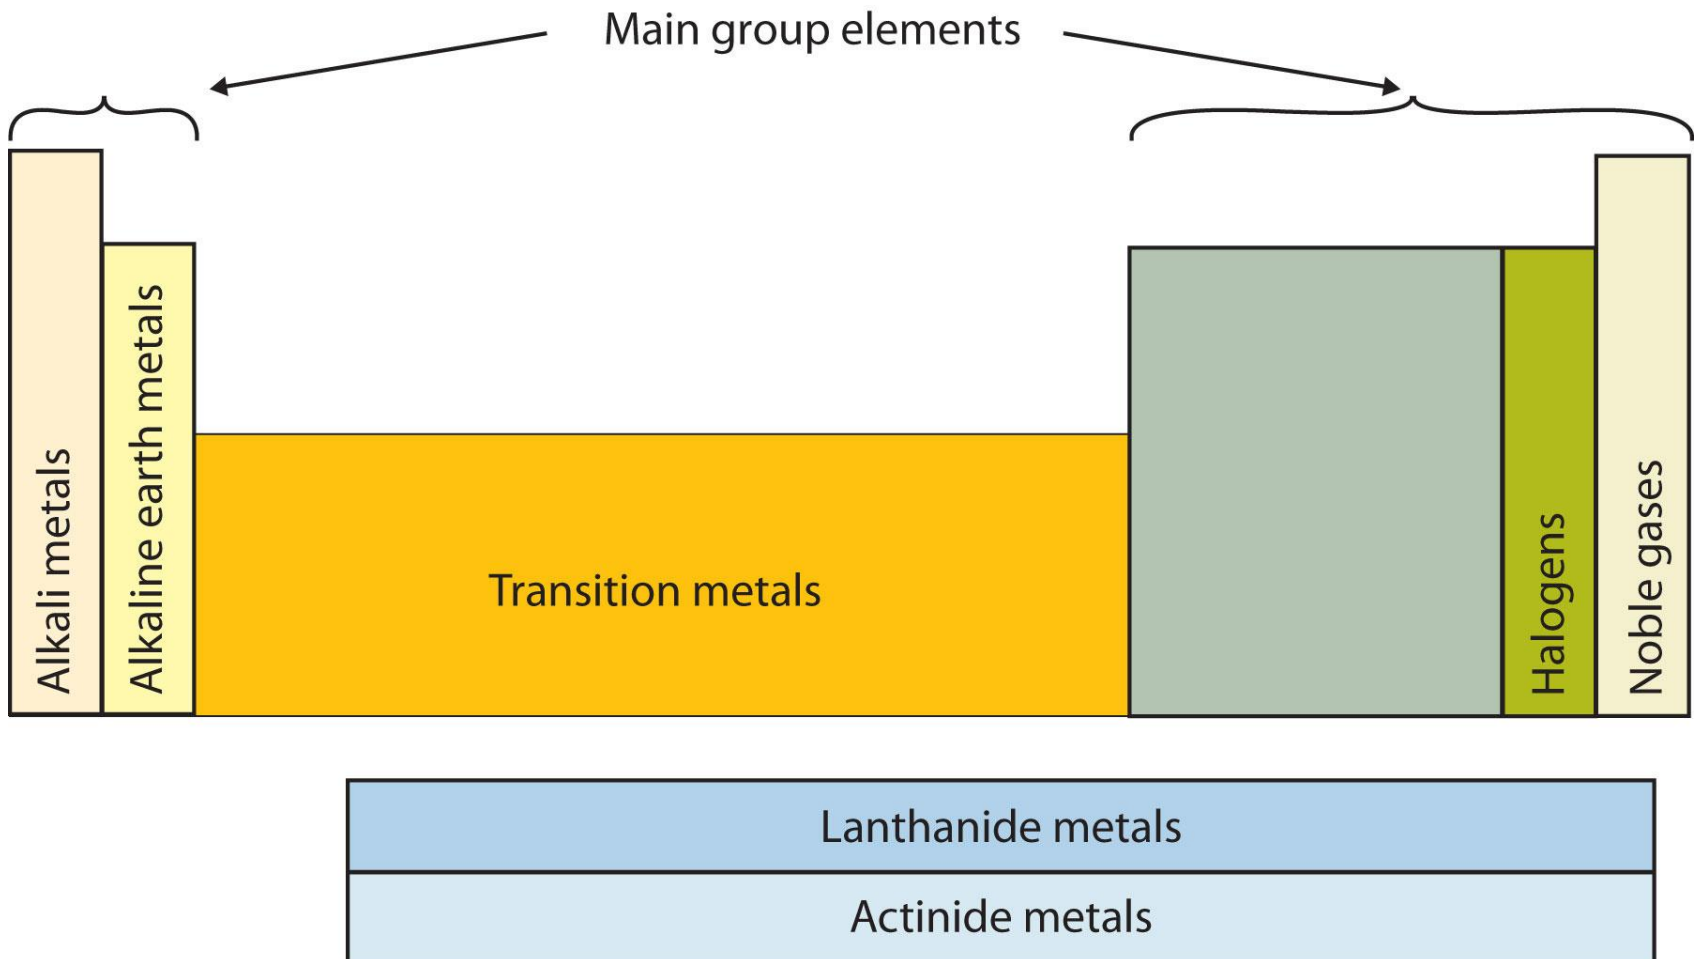 Main group elements
Alkali metals
Alkaline earth metals
Transition metals
Halogens
Noble gases
Lanthanide metals
Actinide metals